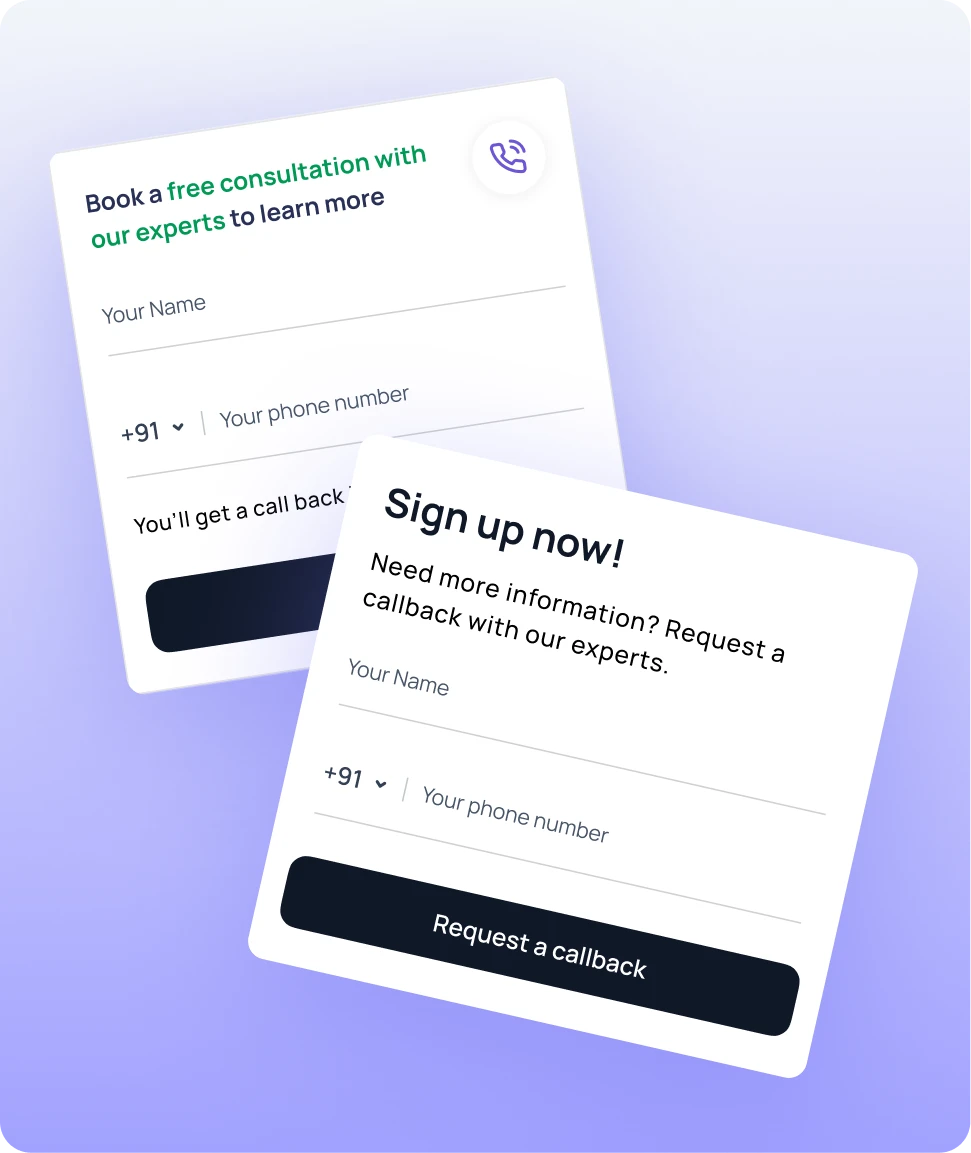 Book a free consultation with
our experts to learn more
Your Name
+91 Your phone number
You’ll get a call back
Sign up now!
Need more information? Request a
callback with our experts.
Your Name
+91 Your phone number
Request a callback